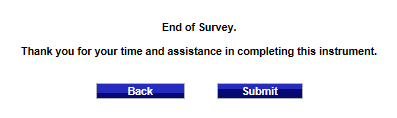 End of Survey.
Thank you for your time and assistance in completing this instrument.
Back Submit